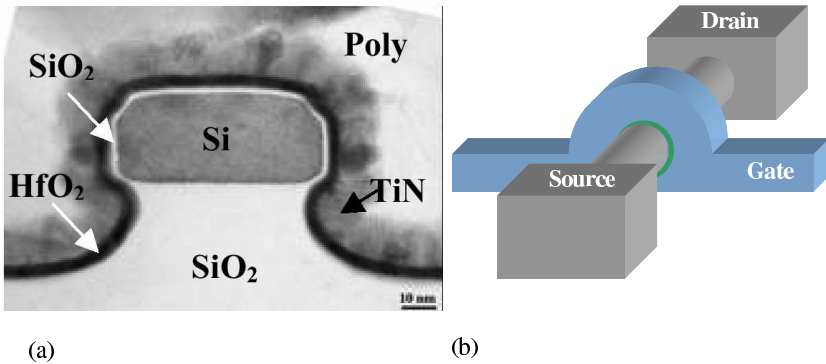 Poly
SiO2
Si
HfO2
TiN
SiO2
10 nm
(a)
Drain
Source
Gate
(b)